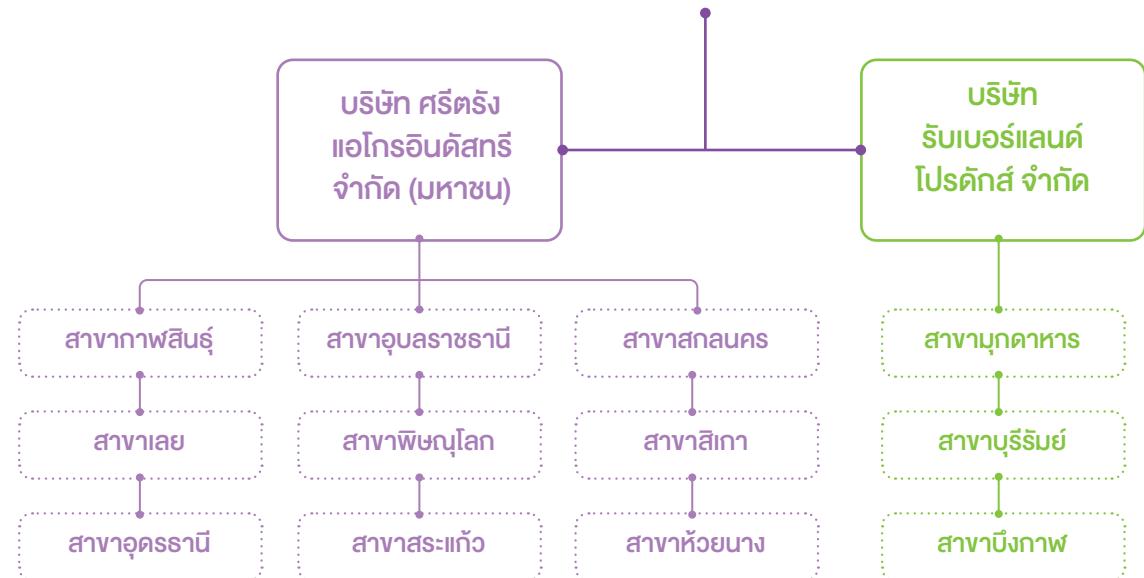 บริษัท ศรีตรัง
แอโกรอินดัสทรี
จำกัด (มหาชน)
บริษัท
รับเบอร์แลนด์
โปรดักส์ จำกัด
สาขากาฬสินธุ์
สาขาอุบลราชธานี
สาขาสกลนคร
สาขามุกดาหาร
สาขาเลย
สาขาพิษณุโลก
สาขาสิเกา
สาขาบุรีรัมย์
สาขาอุดรธานี
สาขาสระแก้ว
สาขาห้วยนาง
สาขาบึงกาฬ